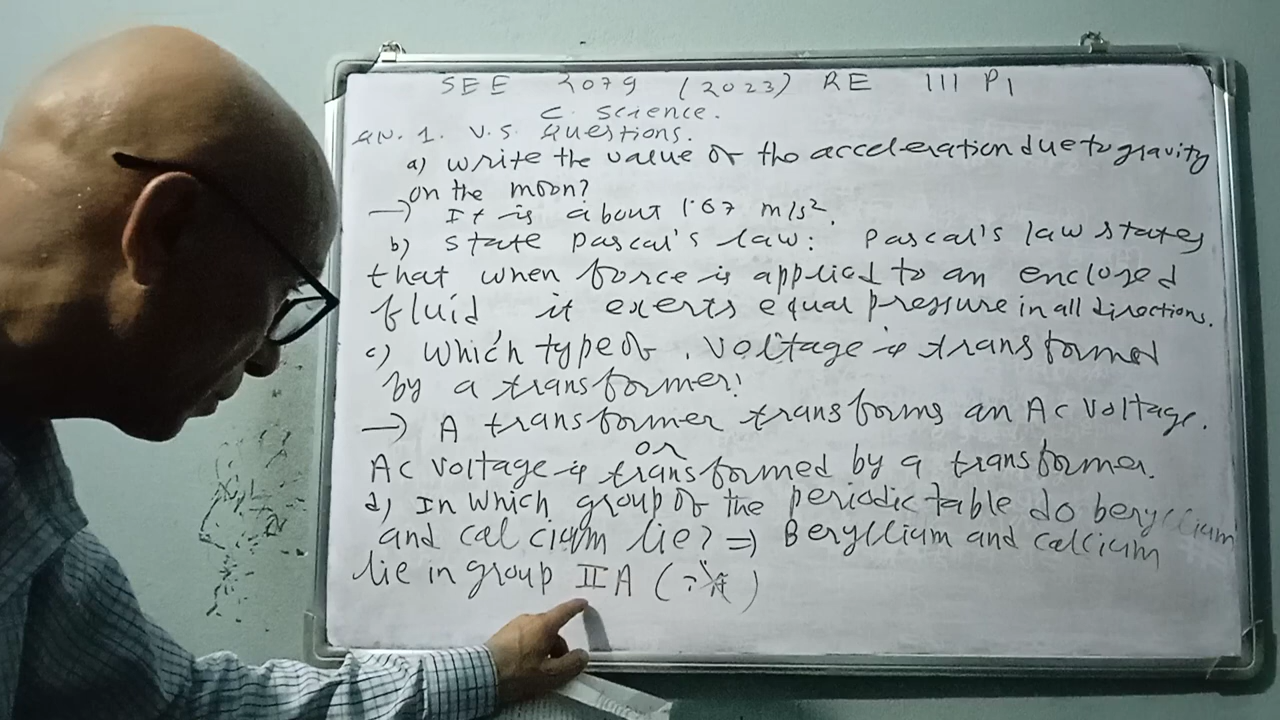 SEE 2079 (2023) RE III P1
C. Science.
QN. 1. V.S. Questions.
a) Write the value of the acceleration due to gravity
on the moon?
→ It is about 1.67 m/s².
b) State Pascal's law: Pascal's law states
that when force is applied to an enclosed
fluid it exerts equal pressure in all directions.
c) Which type of, voltage is transformed
by a transformer?
→ A transformer transforms an AC voltage.
or
AC voltage is transformed by a transformer.
d) In which group of the periodic table do beryllium
and calcium lie? ⇒ Beryllium and calcium
lie in group IIA